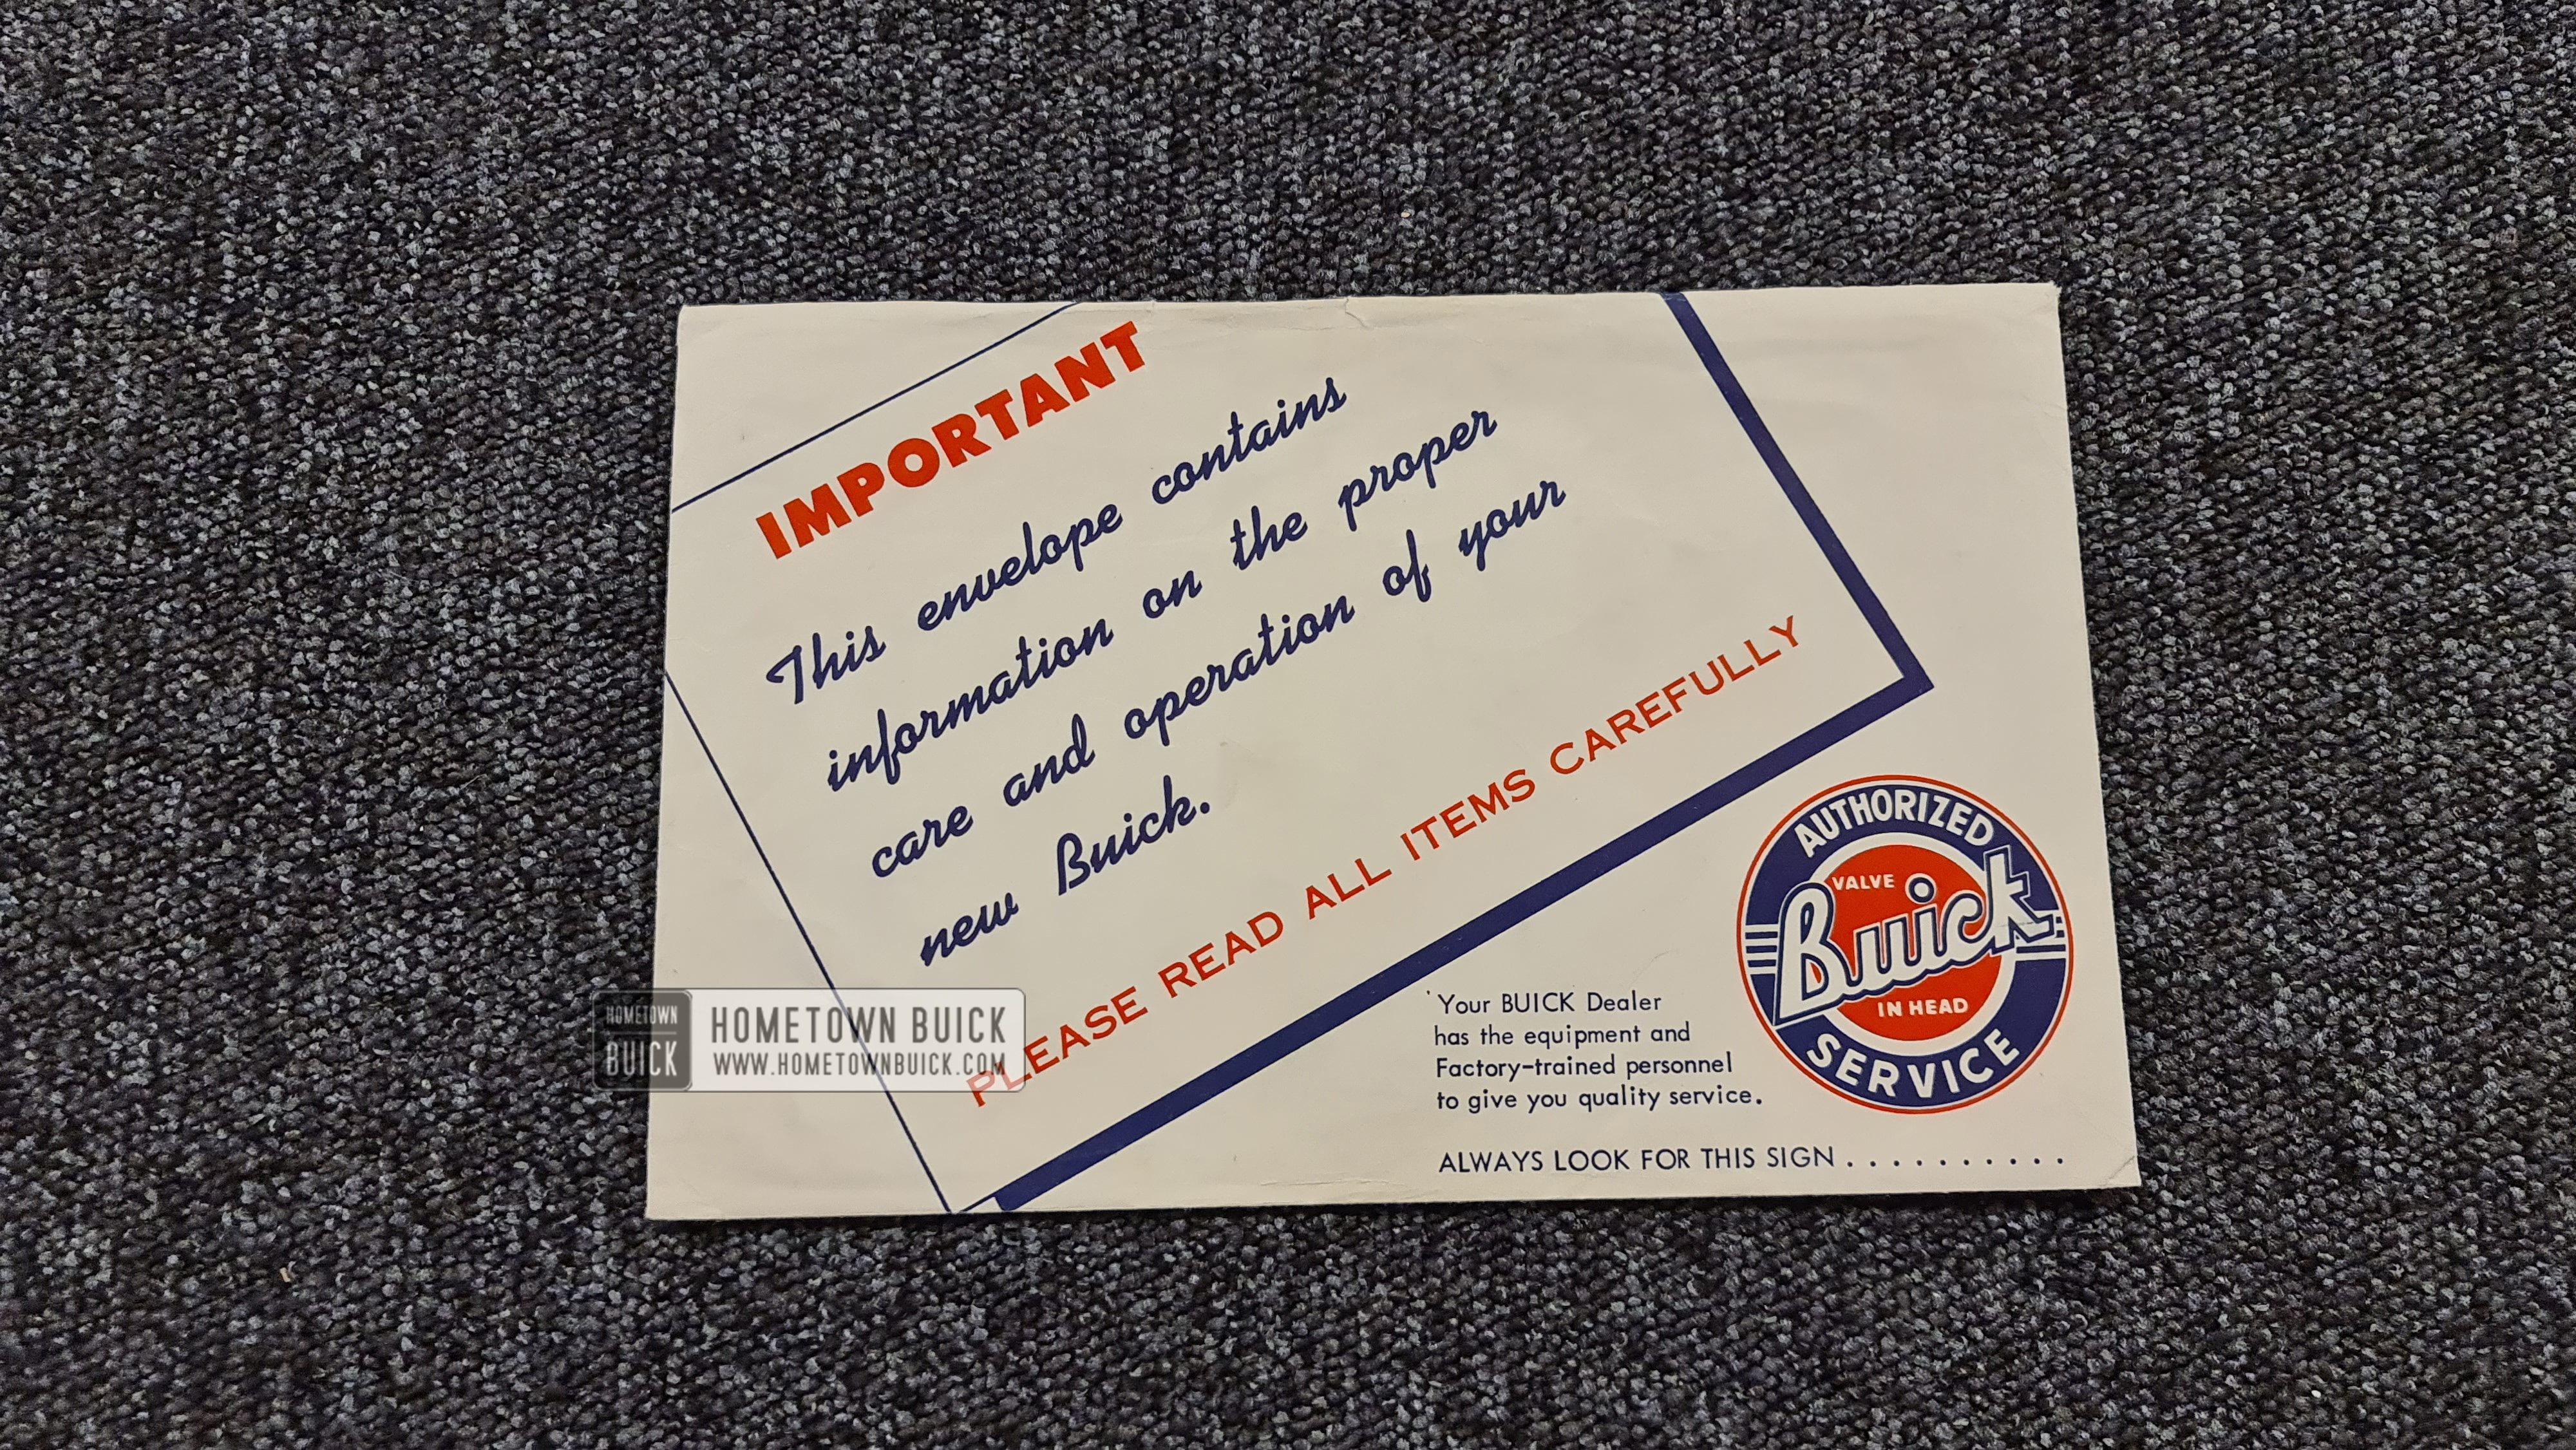 IMPORTANT
This envelope contains
information on the proper
care and operation of your
new Buick.
PLEASE READ ALL ITEMS CAREFULLY
AUTHORIZED
VALVE
Buick
IN HEAD
SERVICE
Your BUICK Dealer
has the equipment and
Factory-trained personnel
to give you quality service.
ALWAYS LOOK FOR THIS SIGN . . . . . . . . . .
HOMETOWN
BUICK
HOMETOWN BUICK
WWW.HOMETOWNBUICK.COM